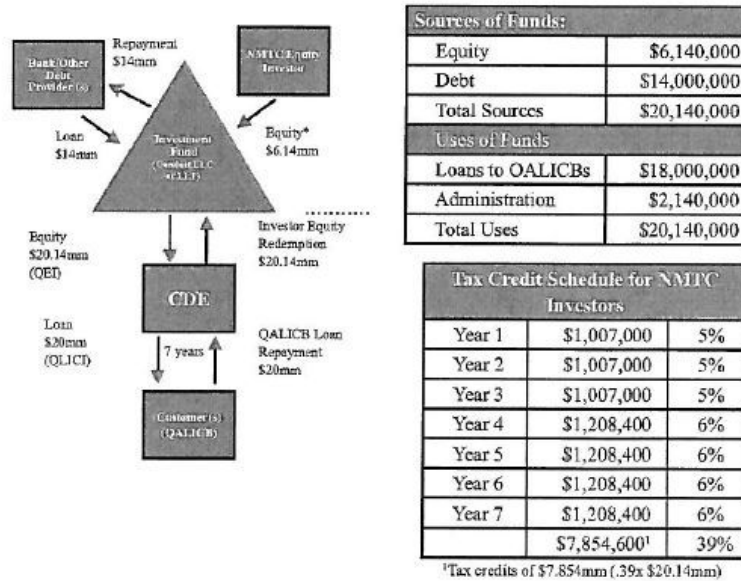 Repayment
$14mm
Bank/Other
Debt
Provider (s)
NMTC Equity
Investor
Loan
$14mm
Equity*
$6.14mm
Investment
Fund
(Conduit LLC
or LLP)
Equity
$20.14mm
(QEI)
Investor Equity
Redemption
$20.14mm
CDE
Loan
$20mm
(QLICI)
7 years
QALICB Loan
Repayment
$20mm
Customer(s)
(QALICB)
Sources of Funds:
Equity $6,140,000
Debt $14,000,000
Total Sources $20,140,000
Uses of Funds
Loans to OALICBs $18,000,000
Administration $2,140,000
Total Uses $20,140,000
Tax Credit Schedule for NMTC
Investors
Year 1 $1,007,000 5%
Year 2 $1,007,000 5%
Year 3 $1,007,000 5%
Year 4 $1,208,400 6%
Year 5 $1,208,400 6%
Year 6 $1,208,400 6%
Year 7 $1,208,400 6%
$7,854,600¹ 39%
¹Tax credits of $7.854mm (.39x $20.14mm)